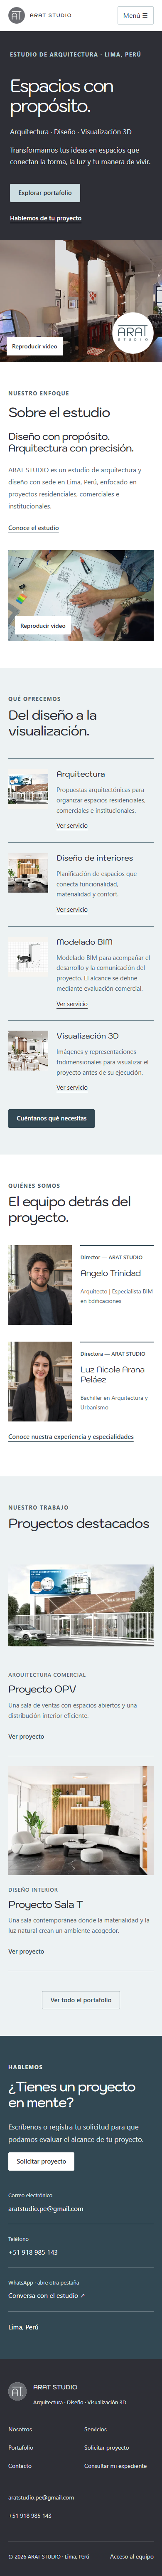 AT ARAT STUDIO Menú ☰
ESTUDIO DE ARQUITECTURA · LIMA, PERÚ
Espacios con
propósito.
Arquitectura · Diseño · Visualización 3D
Transformamos tus ideas en espacios que
conectan la forma, la luz y tu manera de vivir.
Explorar portafolio
Hablemos de tu proyecto
ARAT
STUDIO
Reproducir video
NUESTRO ENFOQUE
Sobre el estudio
Diseño con propósito.
Arquitectura con precisión.
ARAT STUDIO es un estudio de arquitectura y
diseño con sede en Lima, Perú, enfocado en
proyectos residenciales, comerciales e
institucionales.
Conoce el estudio
Reproducir video
QUÉ OFRECEMOS
Del diseño a la
visualización.
Arquitectura
Propuestas arquitectónicas para
organizar espacios residenciales,
comerciales e institucionales.
Ver servicio
Diseño de interiores
Planificación de espacios que
conecta funcionalidad,
materialidad y confort.
Ver servicio
Modelado BIM
Modelado BIM para acompañar el
desarrollo y la comunicación del
proyecto. El alcance se define
mediante evaluación comercial.
Ver servicio
Visualización 3D
Imágenes y representaciones
tridimensionales para visualizar el
proyecto antes de su ejecución.
Ver servicio
Cuéntanos qué necesitas
QUIÉNES SOMOS
El equipo detrás del
proyecto.
Director — ARAT STUDIO
Angelo Trinidad
Arquitecto | Especialista BIM
en Edificaciones
Directora — ARAT STUDIO
Luz Nicole Arana
Peláez
Bachiller en Arquitectura y
Urbanismo
Conoce nuestra experiencia y especialidades
NUESTRO TRABAJO
Proyectos destacados
ARQUITECTURA COMERCIAL
Proyecto OPV
Una sala de ventas con espacios abiertos y una
distribución interior eficiente.
Ver proyecto
DISEÑO INTERIOR
Proyecto Sala T
Una sala contemporánea donde la materialidad y la
luz natural crean un ambiente acogedor.
Ver proyecto
Ver todo el portafolio
HABLEMOS
¿Tienes un proyecto
en mente?
Escríbenos o registra tu solicitud para que
podamos evaluar el alcance de tu proyecto.
Solicitar proyecto
Correo electrónico
aratstudio.pe@gmail.com
Teléfono
+51 918 985 143
WhatsApp · abre otra pestaña
Conversa con el estudio ↗
Lima, Perú
AT ARAT STUDIO
Arquitectura · Diseño · Visualización 3D
Nosotros Servicios
Portafolio Solicitar proyecto
Contacto Consultar mi expediente
aratstudio.pe@gmail.com
+51 918 985 143
© 2026 ARAT STUDIO · Lima, Perú Acceso al equipo